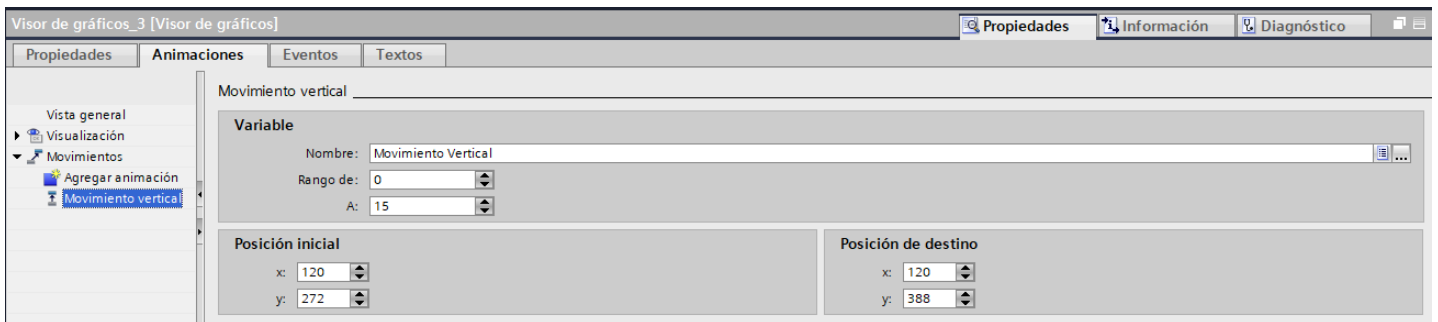 Visor de gráficos_3 [Visor de gráficos]
Propiedades Información Diagnóstico
Propiedades Animaciones Eventos Textos
Vista general
Visualización
Movimientos
Agregar animación
Movimiento vertical
Movimiento vertical
Variable
Nombre: Movimiento Vertical
...
Rango de: 0
A: 15
Posición inicial
x: 120
y: 272
Posición de destino
x: 120
y: 388